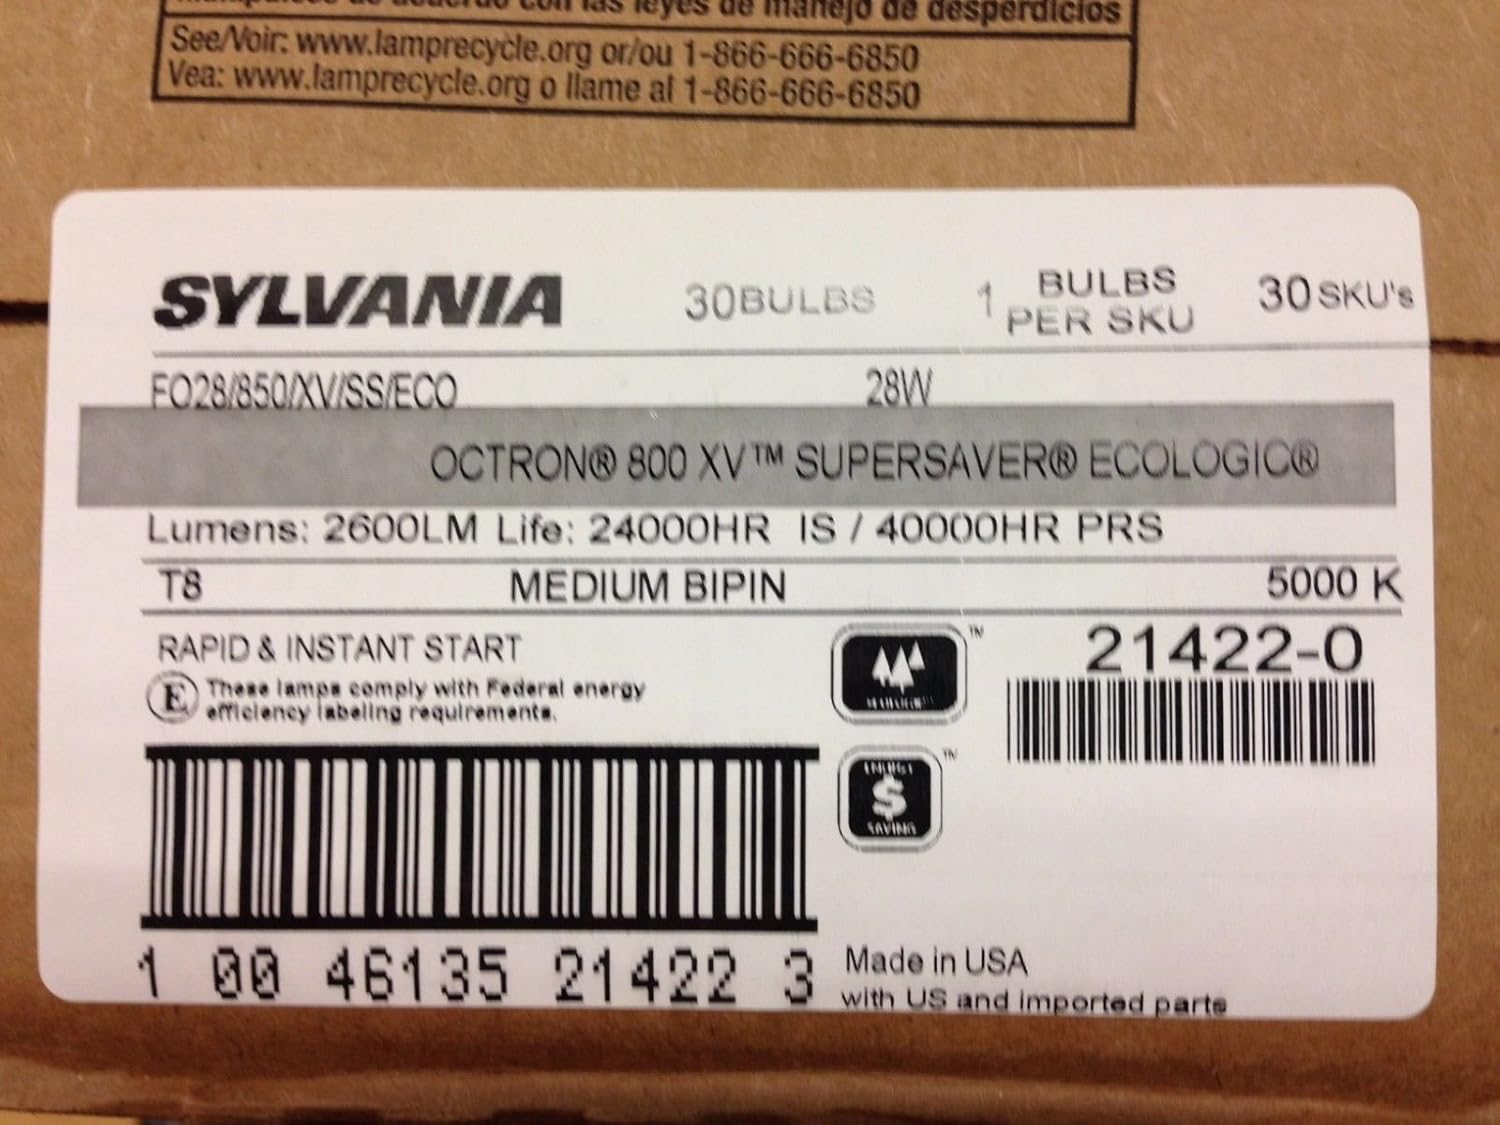 de acuerdo con las leyes de manejo de desperdicios
See/Voir: www.lamprecycle.org or/ou 1-866-666-6850
Vea: www.lamprecycle.org o llame al 1-866-666-6850
SYLVANIA 30BULBS 1 BULBS PER SKU 30 SKU's
FO28/850/XV/SS/ECO 28W
OCTRON® 800 XV™ SUPERSAVER® ECOLOGIC®
Lumens: 2600LM Life: 24000HR IS / 40000HR PRS
T8 MEDIUM BIPIN 5000 K
RAPID & INSTANT START
21422-0
E These lamps comply with Federal energy
efficiency labeling requirements.
TM
ENERGY
$
SAVING
TM
1 00 46135 21422 3
Made in USA
with US and imported parts